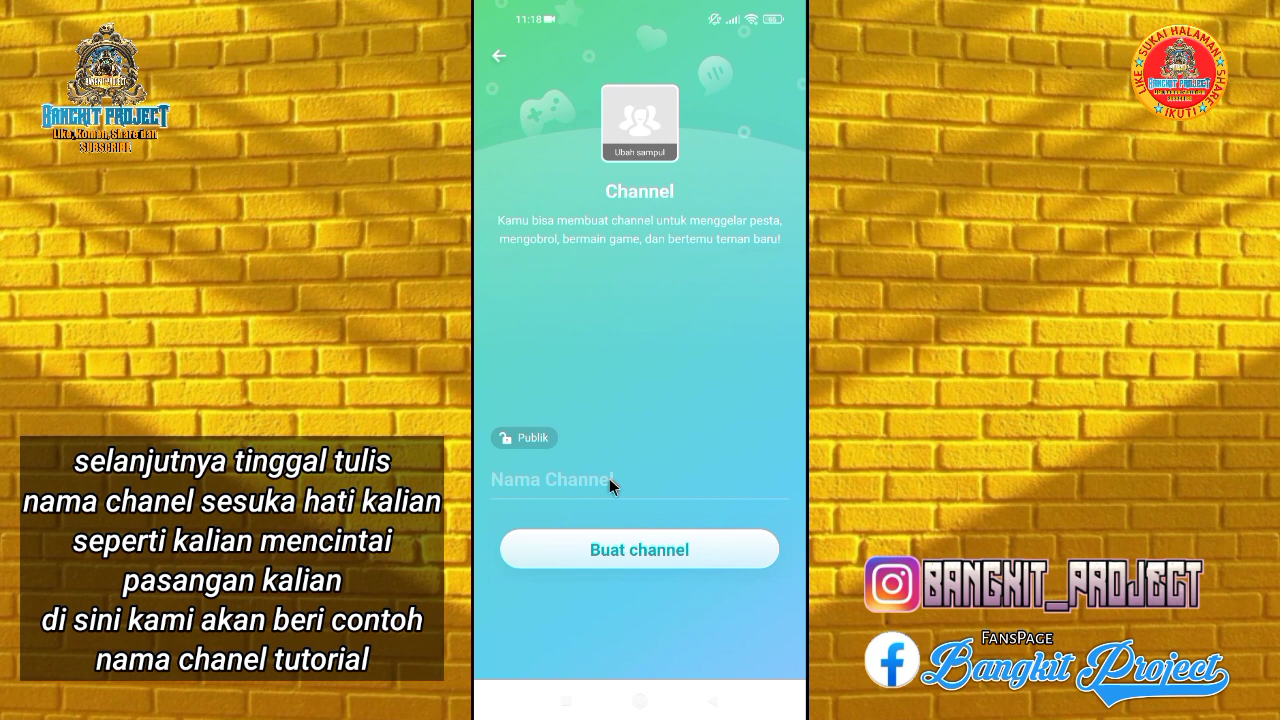 BANGKIT PROJECT
Like, Komen, Share dan
SUBSCRIBE
11:18
65
Ubah sampul
Channel
Kamu bisa membuat channel untuk menggelar pesta,
mengobrol, bermain game, dan bertemu teman baru!
Publik
Nama Channel
Buat channel
selanjutnya tinggal tulis
nama chanel sesuka hati kalian
seperti kalian mencintai
pasangan kalian
di sini kami akan beri contoh
nama chanel tutorial
LIKE SUKAI HALAMAN SHARE
BANGKIT PROJECT
IKUTI
BANGKIT_PROJECT
FANSPAGE
Bangkit Project